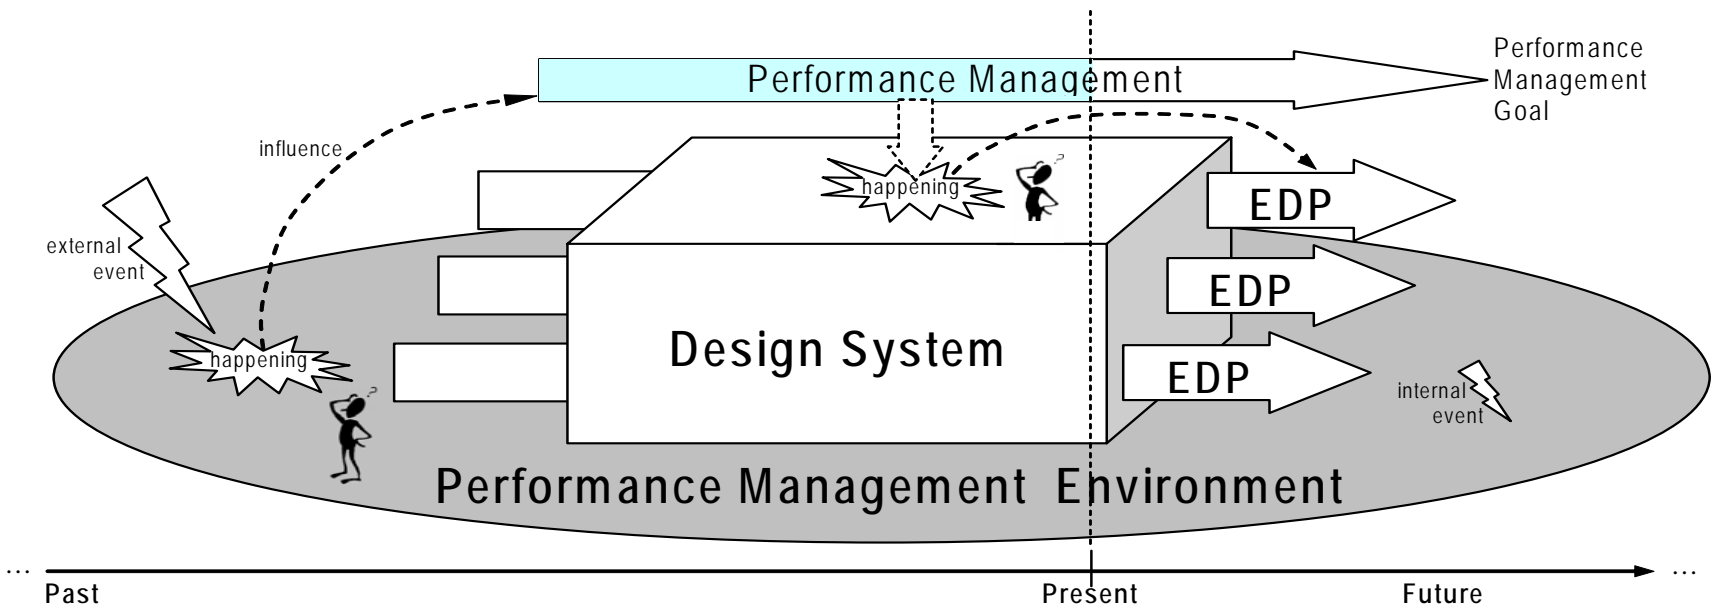 Performance
Management
Goal
Performance Management
influence
happening
?
EDP
external
event
EDP
Design System
happening
EDP
?
internal
event
Performance Management Environment
...
...
Past
Present
Future